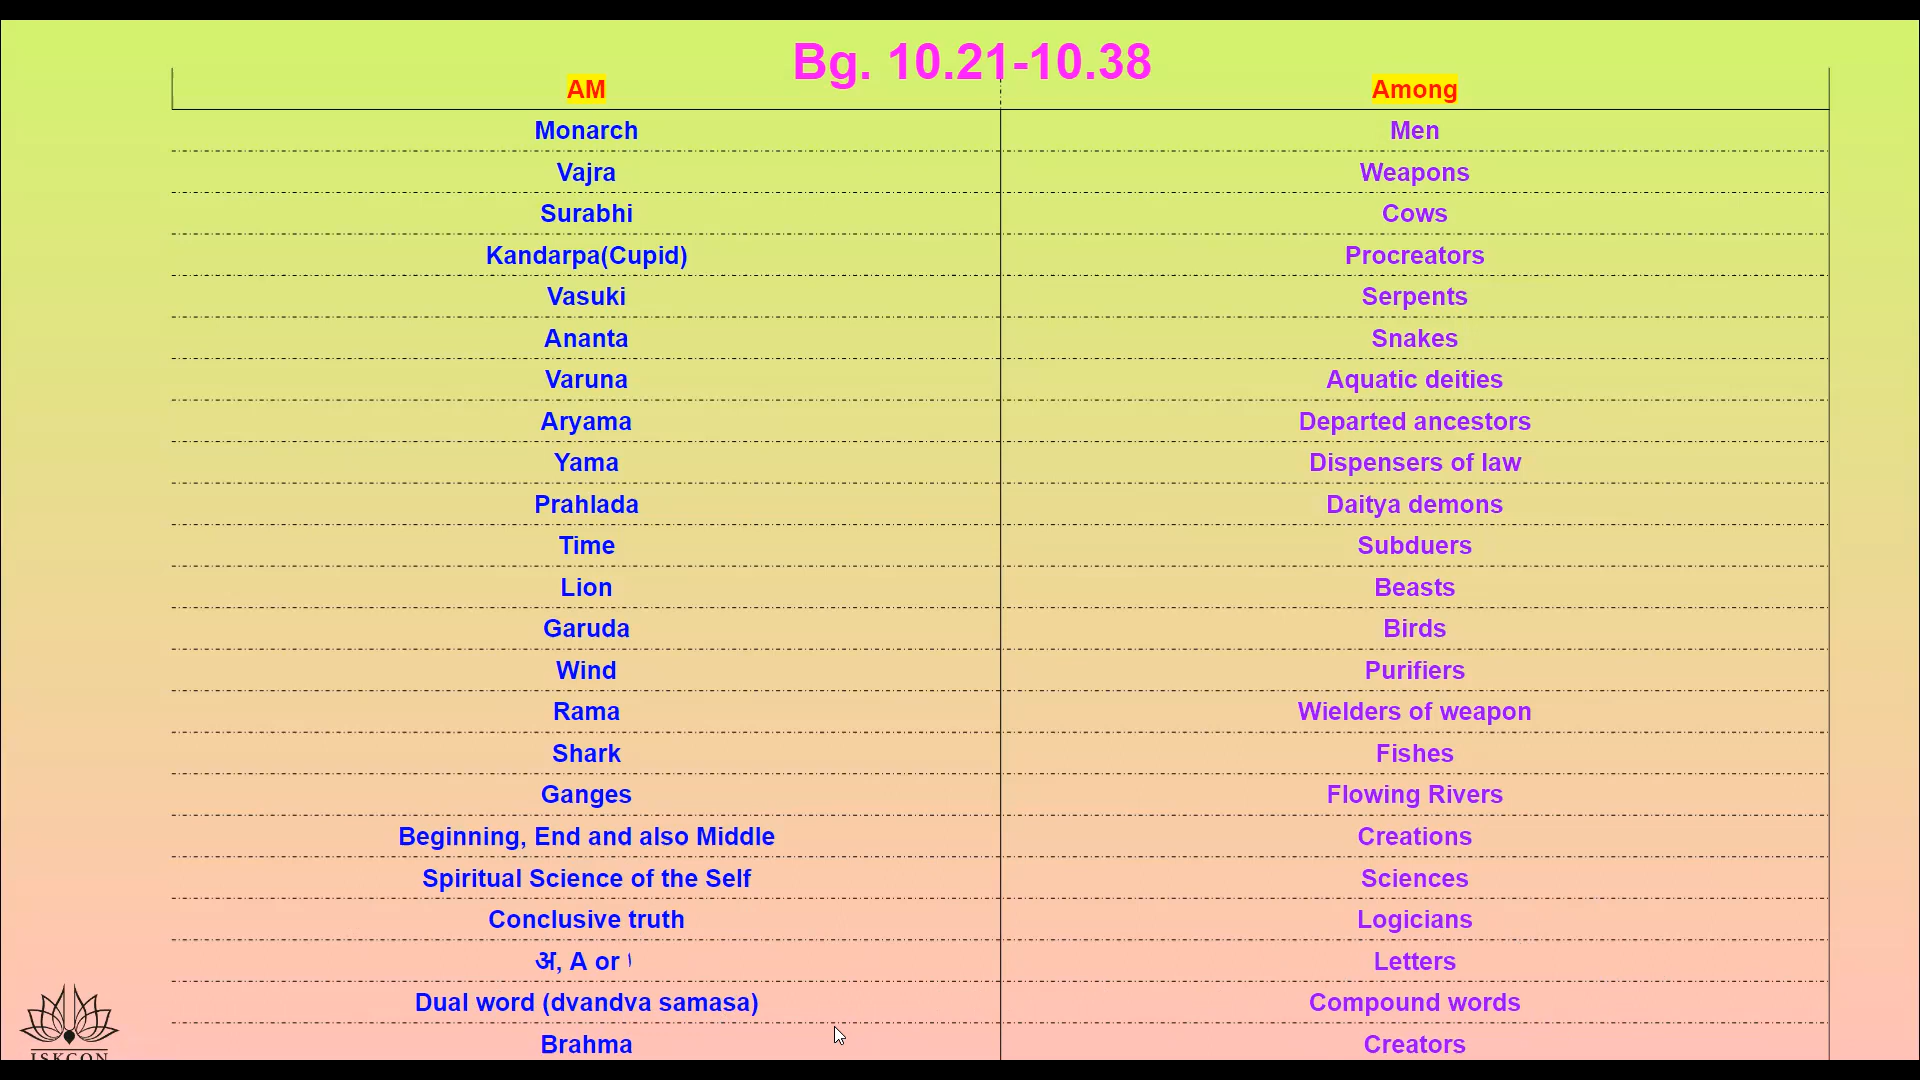 Bg. 10.21-10.38
AM Among
Monarch Men
Vajra Weapons
Surabhi Cows
Kandarpa(Cupid) Procreators
Vasuki Serpents
Ananta Snakes
Varuna Aquatic deities
Aryama Departed ancestors
Yama Dispensers of law
Prahlada Daitya demons
Time Subduers
Lion Beasts
Garuda Birds
Wind Purifiers
Rama Wielders of weapon
Shark Fishes
Ganges Flowing Rivers
Beginning, End and also Middle Creations
Spiritual Science of the Self Sciences
Conclusive truth Logicians
अ, A or Letters
Dual word (dvandva samasa) Compound words
Brahma Creators
ISKCON